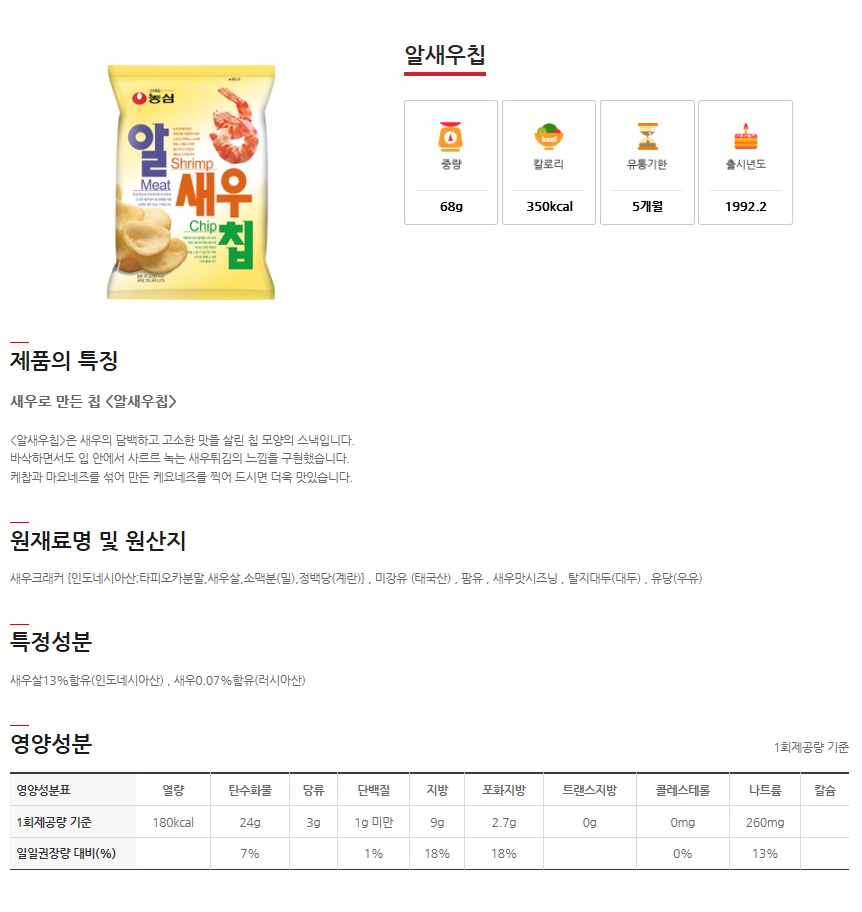 알새우칩
농심
알
Shrimp
Meat
새우
Chip
칩
중량
칼로리
유통기한
출시년도
kcal
68g
350kcal
5개월
1992.2
제품의 특징
새우로 만든 칩 <알새우칩>
<알새우칩>은 새우의 담백하고 고소한 맛을 살린 칩 모양의 스낵입니다.
바삭하면서도 입 안에서 사르르 녹는 새우튀김의 느낌을 구현했습니다.
케찹과 마요네즈를 섞어 만든 케요네즈를 찍어 드시면 더욱 맛있습니다.
원재료명 및 원산지
새우크래커 {인도네시아산;타피오카분말,새우살,소맥분(밀),정백당(계란)} , 미강유 (태국산) , 팜유 , 새우맛시즈닝 , 탈지대두(대두) , 유당(우유)
특정성분
새우살13%함유(인도네시아산) , 새우0.07%함유(러시아산)
영양성분
1회제공량 기준
영양성분표 열량 탄수화물 당류 단백질 지방 포화지방 트랜스지방 콜레스테롤 나트륨 칼슘
1회제공량 기준 180kcal 24g 3g 1g 미만 9g 2.7g 0g 0mg 260mg
일일권장량 대비(%) 7% 1% 18% 18% 0% 13%